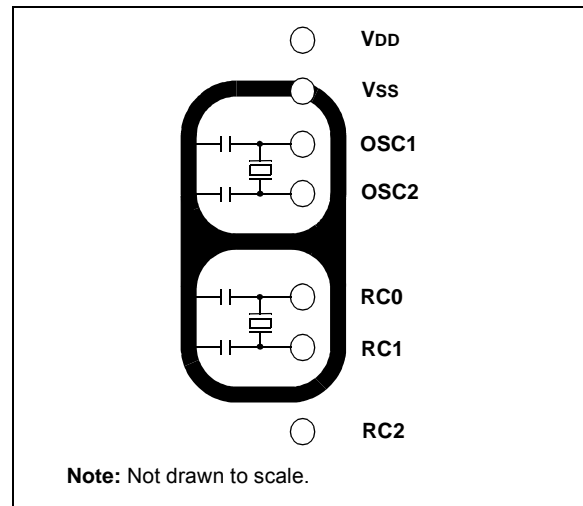 VDD
VSS
OSC1
OSC2
RC0
RC1
RC2
Note: Not drawn to scale.